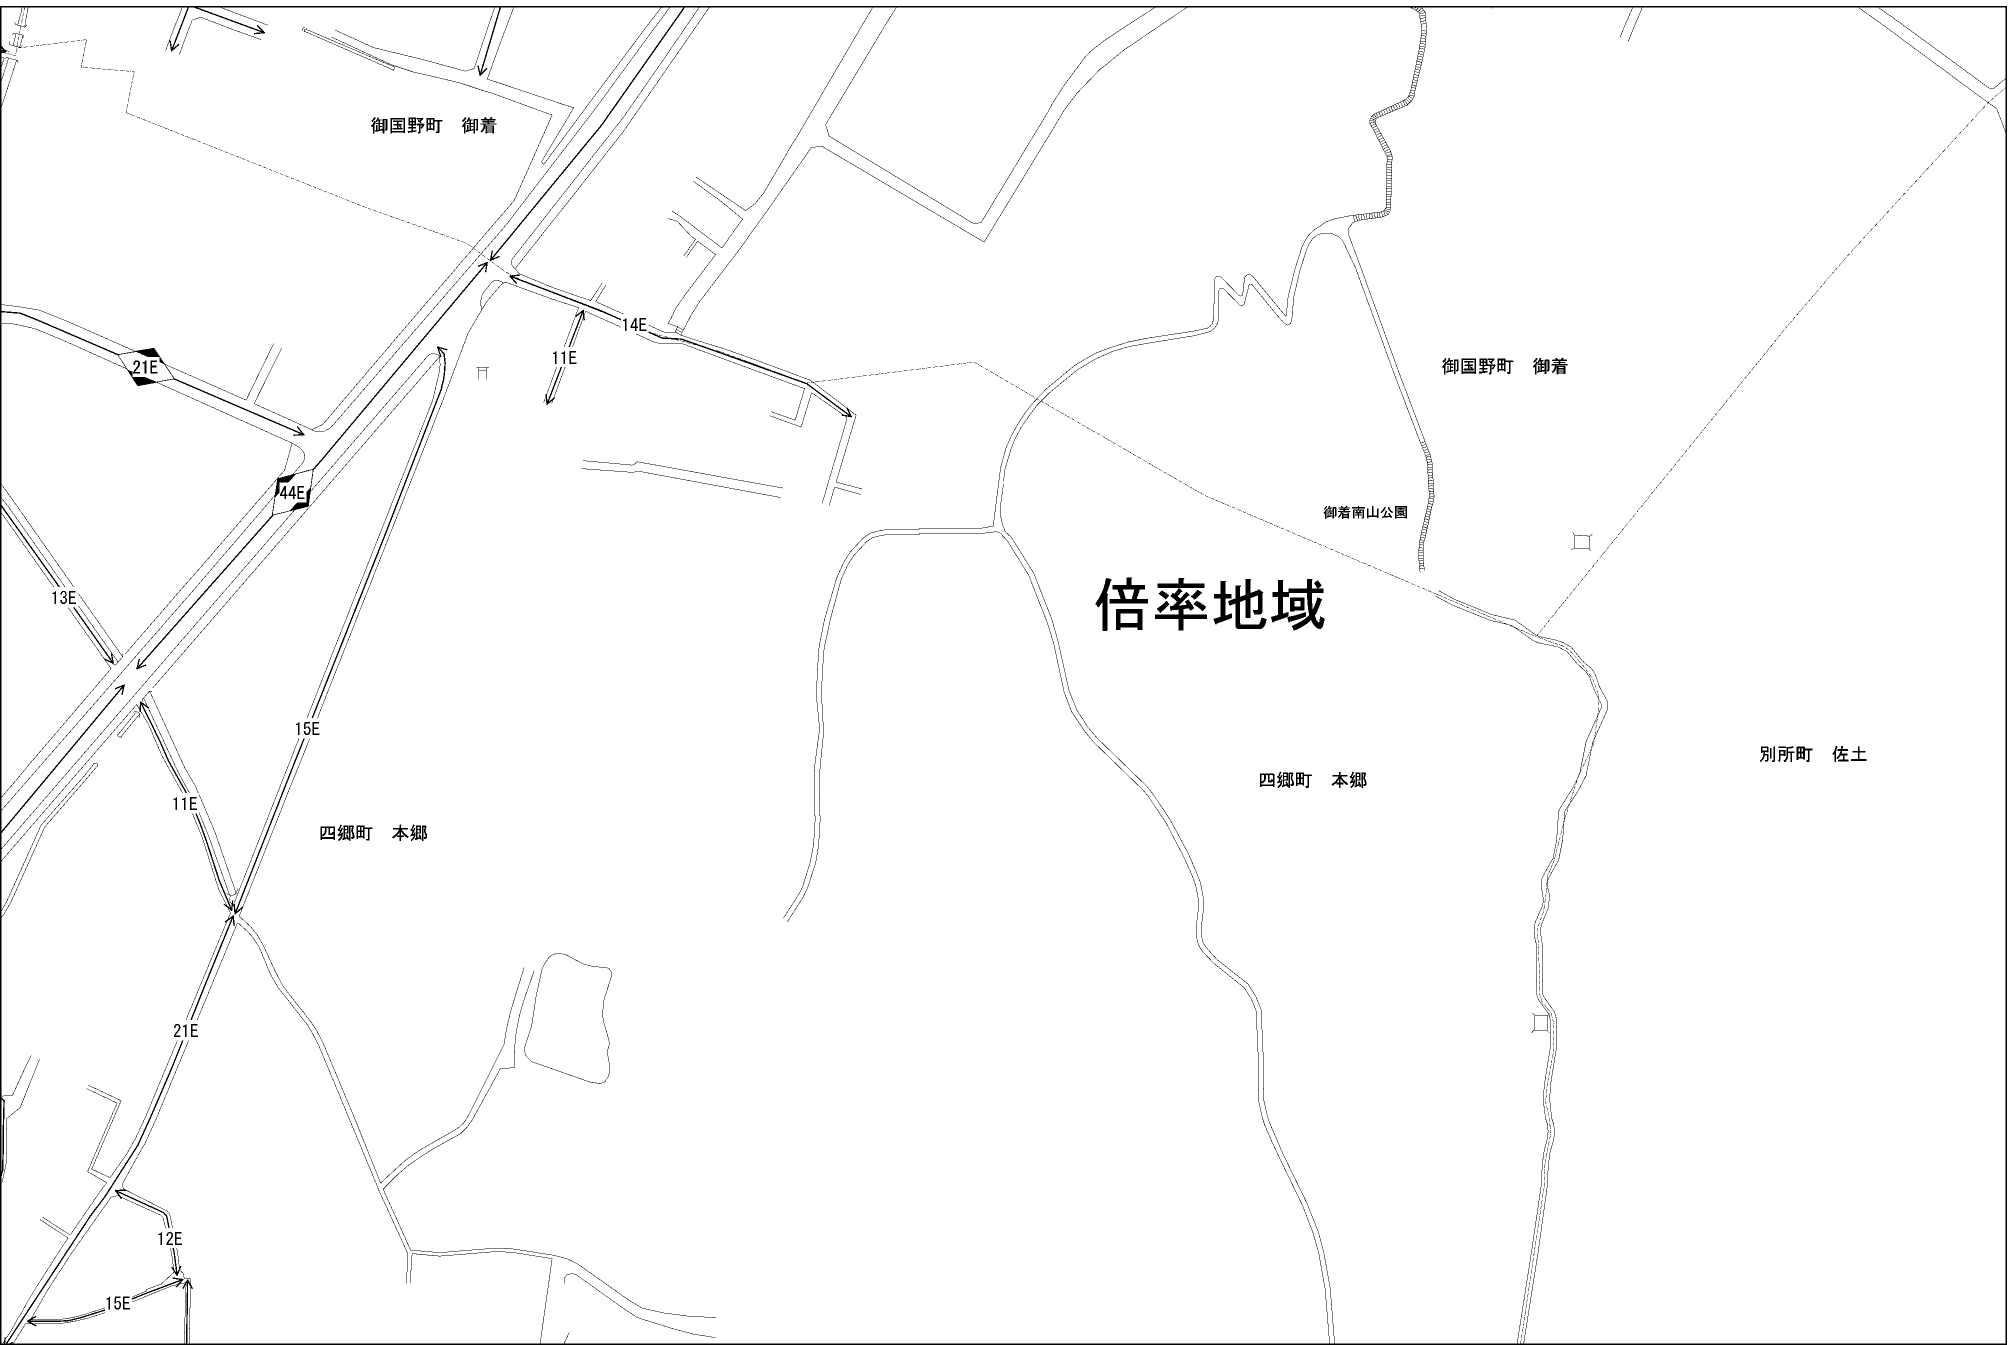 御国野町　御着
14E
11E
21E
御国野町　御着
44E
御着南山公園
13E
倍率地域
15E
別所町　佐土
四郷町　本郷
11E
四郷町　本郷
21E
12E
15E